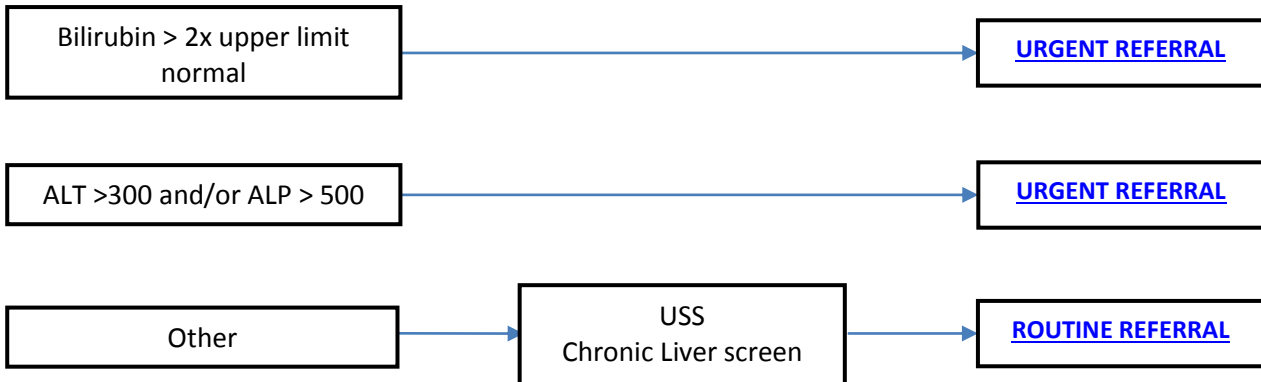 Bilirubin > 2x upper limit
normal
URGENT REFERRAL
ALT >300 and/or ALP > 500
URGENT REFERRAL
Other
USS
Chronic Liver screen
ROUTINE REFERRAL